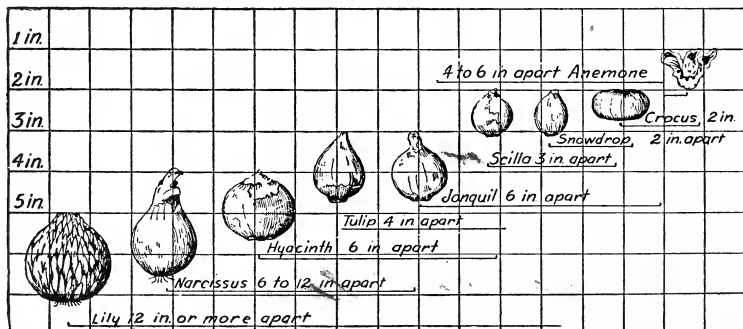 1 in.
4 to 6 in apart Anemone
2 in.
Crocus, 2 in.
3 in.
Snowdrop 2 in. apart
Scilla 3 in. apart
4 in.
Jonquil 6 in apart
5 in.
Tulip 4 in apart
Hyacinth 6 in apart
Narcissus 6 to 12 in apart
Lily 12 in. or more apart